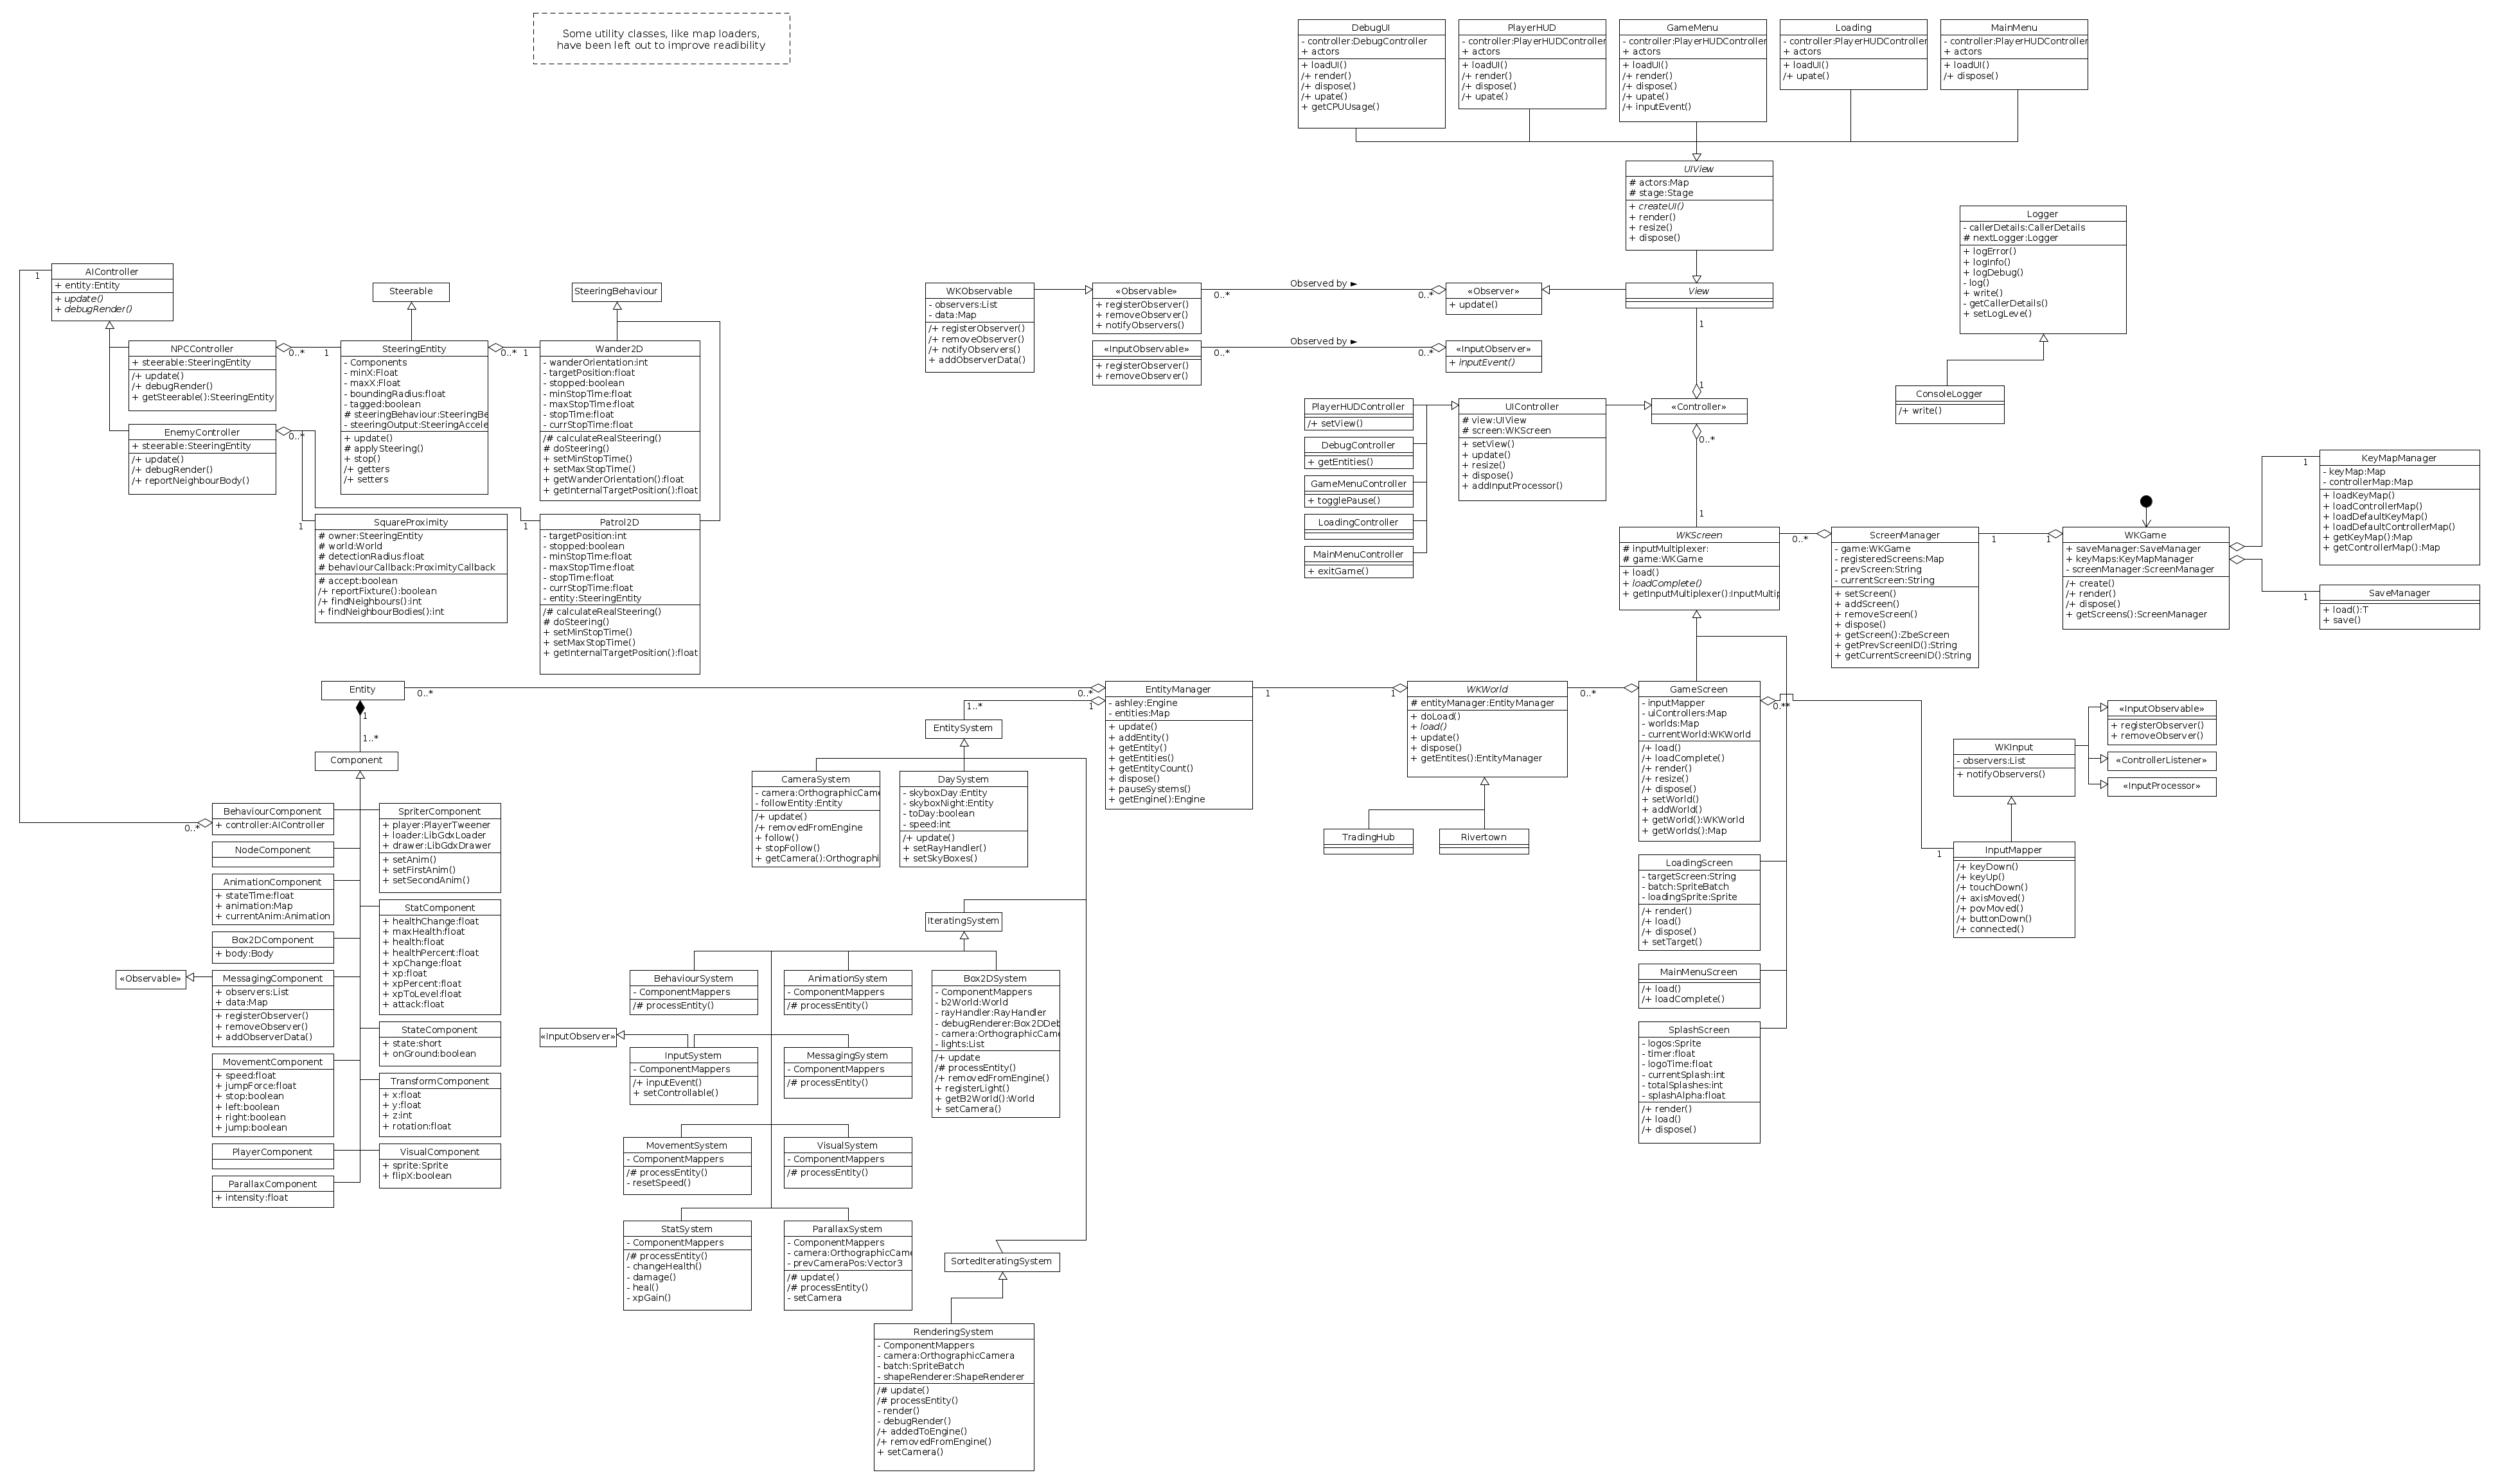 Some utility classes, like map loaders,
have been left out to improve readibility
DebugUI
- controller:DebugController
+ actors
+ loadUI()
/+ render()
/+ dispose()
/+ upate()
+ getCPUUsage()
PlayerHUD
- controller:PlayerHUDController
+ actors
+ loadUI()
/+ render()
/+ dispose()
/+ upate()
GameMenu
- controller:PlayerHUDController
+ actors
+ loadUI()
/+ render()
/+ dispose()
/+ upate()
/+ inputEvent()
Loading
- controller:PlayerHUDController
+ actors
+ loadUI()
/+ upate()
MainMenu
- controller:PlayerHUDController
+ actors
+ loadUI()
/+ dispose()
UIView
# actors:Map
# stage:Stage
+ createUI()
+ render()
+ resize()
+ dispose()
Logger
- callerDetails:CallerDetails
# nextLogger:Logger
+ logError()
+ logInfo()
+ logDebug()
- log()
+ write()
- getCallerDetails()
+ setLogLeve()
ConsoleLogger
/+ write()
1
AIController
+ entity:Entity
+ update()
+ debugRender()
Steerable
SteeringBehaviour
WKObservable
- observers:List
- data:Map
/+ registerObserver()
/+ removeObserver()
/+ notifyObservers()
+ addObserverData()
«Observable»
+ registerObserver()
+ removeObserver()
+ notifyObservers()
0..*
Observed by ►
0..*
«Observer»
+ update()
View
1
«InputObservable»
+ registerObserver()
+ removeObserver()
0..*
Observed by ►
0..*
«InputObserver»
+ inputEvent()
NPCController
+ steerable:SteeringEntity
/+ update()
/+ debugRender()
+ getSteerable():SteeringEntity
0..*
1
SteeringEntity
- Components
- minX:Float
- maxX:Float
- boundingRadius:float
- tagged:boolean
# steeringBehaviour:SteeringBe
- steeringOutput:SteeringAccele
+ update()
# applySteering()
+ stop()
/+ getters
/+ setters
0..*
1
Wander2D
- wanderOrientation:int
- targetPosition:float
- stopped:boolean
- minStopTime:float
- maxStopTime:float
- stopTime:float
- currStopTime:float
/# calculateRealSteering()
# doSteering()
+ setMinStopTime()
+ setMaxStopTime()
+ getWanderOrientation():float
+ getInternalTargetPosition():float
EnemyController
+ steerable:SteeringEntity
/+ update()
/+ debugRender()
/+ reportNeighbourBody()
0..*
1
SquareProximity
# owner:SteeringEntity
# world:World
# detectionRadius:float
# behaviourCallback:ProximityCallback
# accept:boolean
/+ reportFixture():boolean
/+ findNeighbours():int
+ findNeighbourBodies():int
1
Patrol2D
- targetPosition:int
- stopped:boolean
- minStopTime:float
- maxStopTime:float
- stopTime:float
- currStopTime:float
- entity:SteeringEntity
/# calculateRealSteering()
# doSteering()
+ setMinStopTime()
+ setMaxStopTime()
+ getInternalTargetPosition():float
PlayerHUDController
/+ setView()
DebugController
+ getEntities()
GameMenuController
+ togglePause()
LoadingController
MainMenuController
+ exitGame()
UIController
# view:UIView
# screen:WKScreen
+ setView()
+ update()
+ resize()
+ dispose()
+ addInputProcessor()
1
«Controller»
0..*
1
WKScreen
# inputMultiplexer:
# game:WKGame
+ load()
+ loadComplete()
+ getInputMultiplexer():InputMultip
0..*
ScreenManager
- game:WKGame
- registeredScreens:Map
- prevScreen:String
- currentScreen:String
+ setScreen()
+ addScreen()
+ removeScreen()
+ dispose()
+ getScreen():ZbeScreen
+ getPrevScreenID():String
+ getCurrentScreenID():String
1
1
WKGame
+ saveManager:SaveManager
+ keyMaps:KeyMapManager
- screenManager:ScreenManager
/+ create()
/+ render()
/+ dispose()
+ getScreens():ScreenManager
1
KeyMapManager
- keyMap:Map
- controllerMap:Map
+ loadKeyMap()
+ loadControllerMap()
+ loadDefaultKeyMap()
+ loadDefaultControllerMap()
+ getKeyMap():Map
+ getControllerMap():Map
1
SaveManager
+ load():T
+ save()
Entity
0..*
0..*
1
1..*
EntityManager
- ashley:Engine
- entities:Map
+ update()
+ addEntity()
+ getEntity()
+ getEntities()
+ getEntityCount()
+ dispose()
+ pauseSystems()
+ getEngine():Engine
1
1
WKWorld
# entityManager:EntityManager
+ doLoad()
+ load()
+ update()
+ dispose()
+ getEntites():EntityManager
0..*
GameScreen
- inputMapper
- uiControllers:Map
- worlds:Map
- currentWorld:WKWorld
/+ load()
/+ loadComplete()
/+ render()
/+ resize()
/+ dispose()
+ setWorld()
+ addWorld()
+ getWorld():WKWorld
+ getWorlds():Map
0.**
1
TradingHub
Rivertown
LoadingScreen
- targetScreen:String
- batch:SpriteBatch
- loadingSprite:Sprite
/+ render()
/+ load()
/+ dispose()
+ setTarget()
MainMenuScreen
/+ load()
/+ loadComplete()
SplashScreen
- logos:Sprite
- timer:float
- logoTime:float
- currentSplash:int
- totalSplashes:int
- splashAlpha:float
/+ render()
/+ load()
/+ dispose()
WKInput
- observers:List
+ notifyObservers()
«InputObservable»
+ registerObserver()
+ removeObserver()
«ControllerListener»
«InputProcessor»
InputMapper
/+ keyDown()
/+ keyUp()
/+ touchDown()
/+ axisMoved()
/+ povMoved()
/+ buttonDown()
/+ connected()
1
1..*
Component
0..*
BehaviourComponent
+ controller:AIController
NodeComponent
AnimationComponent
+ stateTime:float
+ animation:Map
+ currentAnim:Animation
Box2DComponent
+ body:Body
«Observable»
MessagingComponent
+ observers:List
+ data:Map
+ registerObserver()
+ removeObserver()
+ addObserverData()
MovementComponent
+ speed:float
+ jumpForce:float
+ stop:boolean
+ left:boolean
+ right:boolean
+ jump:boolean
PlayerComponent
ParallaxComponent
+ intensity:float
SpriterComponent
+ player:PlayerTweener
+ loader:LibGdxLoader
+ drawer:LibGdxDrawer
+ setAnim()
+ setFirstAnim()
+ setSecondAnim()
StatComponent
+ healthChange:float
+ maxHealth:float
+ health:float
+ healthPercent:float
+ xpChange:float
+ xp:float
+ xpPercent:float
+ xpToLevel:float
+ attack:float
StateComponent
+ state:short
+ onGround:boolean
TransformComponent
+ x:float
+ y:float
+ z:int
+ rotation:float
VisualComponent
+ sprite:Sprite
+ flipX:boolean
EntitySystem
CameraSystem
- camera:OrthographicCame
- followEntity:Entity
/+ update()
/+ removedFromEngine
+ follow()
+ stopFollow()
+ getCamera():Orthographi
DaySystem
- skyboxDay:Entity
- skyboxNight:Entity
- toDay:boolean
- speed:int
/+ update()
+ setRayHandler()
+ setSkyBoxes()
IteratingSystem
BehaviourSystem
- ComponentMappers
/# processEntity()
AnimationSystem
- ComponentMappers
/# processEntity()
Box2DSystem
- ComponentMappers
- b2World:World
- rayHandler:RayHandler
- debugRenderer:Box2DDeb
- camera:OrthographicCame
- lights:List
/+ update
/# processEntity()
/+ removedFromEngine()
+ registerLight()
+ getB2World():World
+ setCamera()
«InputObserver»
InputSystem
- ComponentMappers
/+ inputEvent()
+ setControllable()
MessagingSystem
- ComponentMappers
/# processEntity()
MovementSystem
- ComponentMappers
/# processEntity()
- resetSpeed()
VisualSystem
- ComponentMappers
/# processEntity()
StatSystem
- ComponentMappers
/# processEntity()
- changeHealth()
- damage()
- heal()
- xpGain()
ParallaxSystem
- ComponentMappers
- camera:OrthographicCame
- prevCameraPos:Vector3
/# update()
/# processEntity()
- setCamera
SortedIteratingSystem
RenderingSystem
- ComponentMappers
- camera:OrthographicCamera
- batch:SpriteBatch
- shapeRenderer:ShapeRenderer
/# update()
/# processEntity()
- render()
- debugRender()
/+ addedToEngine()
/+ removedFromEngine()
+ setCamera()